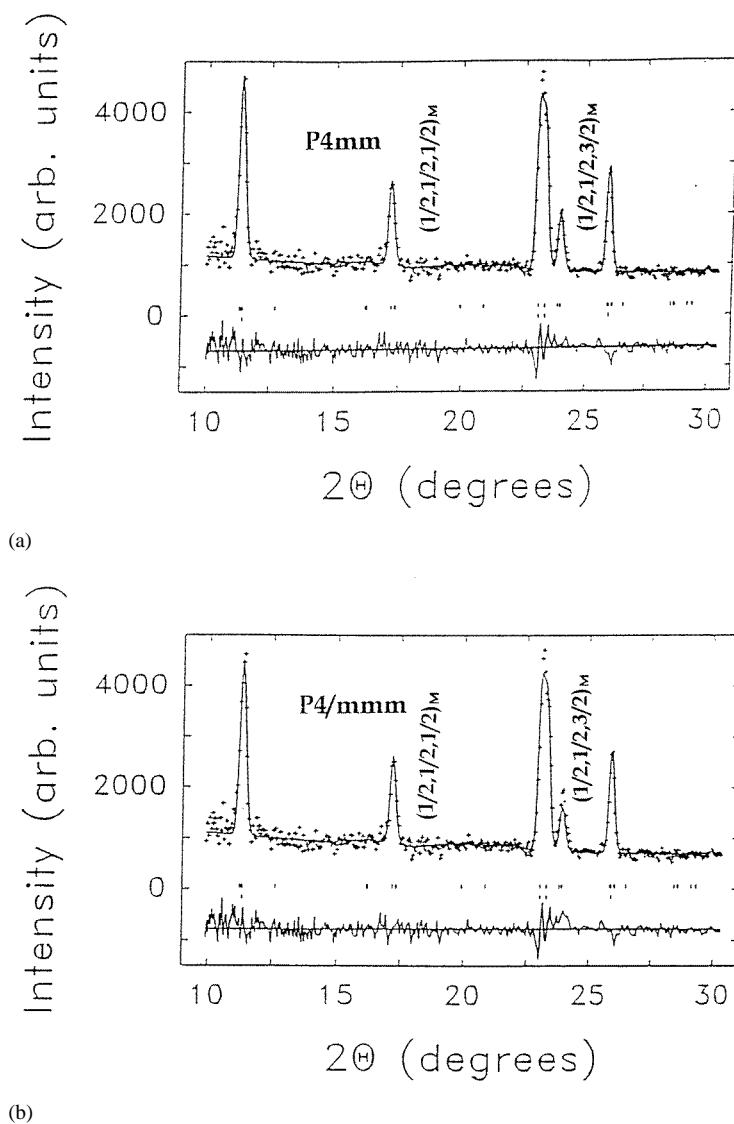 Intensity (arb. units)
4000
2000
0
P4mm
(1/2,1/2,1/2)M
(1/2,1/2,3/2)M
10 15 20 25 30
2Θ (degrees)
(a)
Intensity (arb. units)
4000
2000
0
P4/mmm
(1/2,1/2,1/2)M
(1/2,1/2,3/2)M
10 15 20 25 30
2Θ (degrees)
(b)